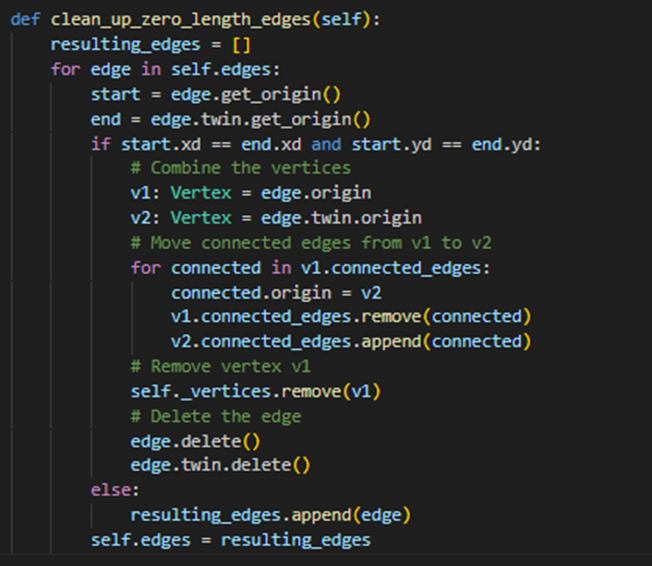 def clean_up_zero_length_edges(self):
    resulting_edges = []
    for edge in self.edges:
        start = edge.get_origin()
        end = edge.twin.get_origin()
        if start.xd == end.xd and start.yd == end.yd:
            # Combine the vertices
            v1: Vertex = edge.origin
            v2: Vertex = edge.twin.origin
            # Move connected edges from v1 to v2
            for connected in v1.connected_edges:
                connected.origin = v2
                v1.connected_edges.remove(connected)
                v2.connected_edges.append(connected)
            # Remove vertex v1
            self._vertices.remove(v1)
            # Delete the edge
            edge.delete()
            edge.twin.delete()
        else:
            resulting_edges.append(edge)
        self.edges = resulting_edges